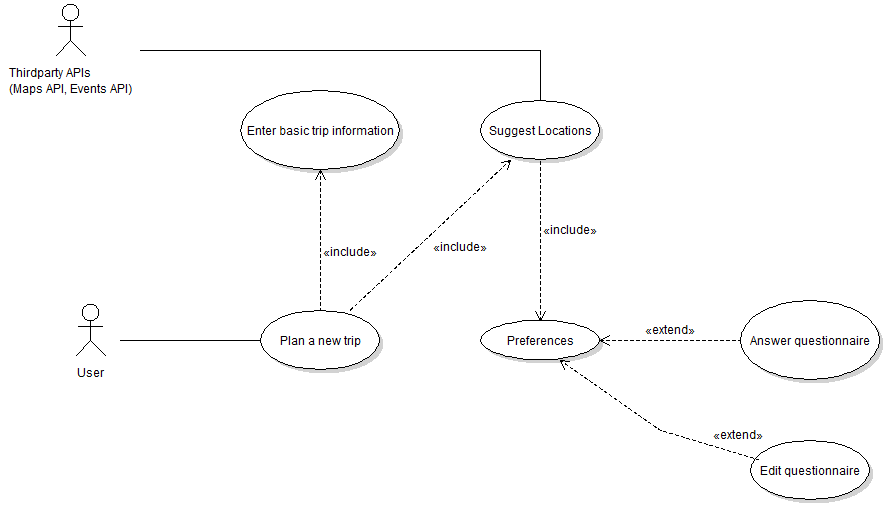 Thirdparty APIs
(Maps API, Events API)
Enter basic trip information
Suggest Locations
«include»
«include»
«include»
User
Plan a new trip
Preferences
«extend»
Answer questionnaire
«extend»
Edit questionnaire